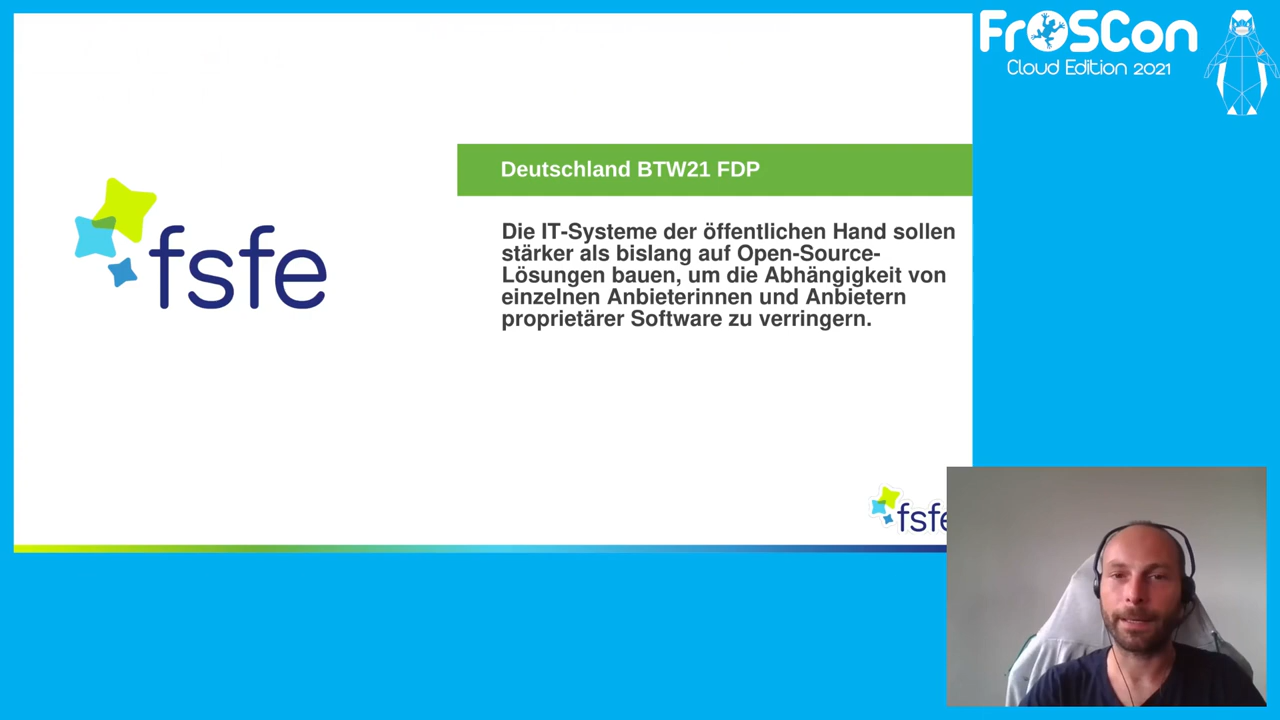 FrOSCon
Cloud Edition 2021
Deutschland BTW21 FDP
fsfe
Die IT-Systeme der öffentlichen Hand sollen
stärker als bislang auf Open-Source-
Lösungen bauen, um die Abhängigkeit von
einzelnen Anbieterinnen und Anbietern
proprietärer Software zu verringern.
fsfe